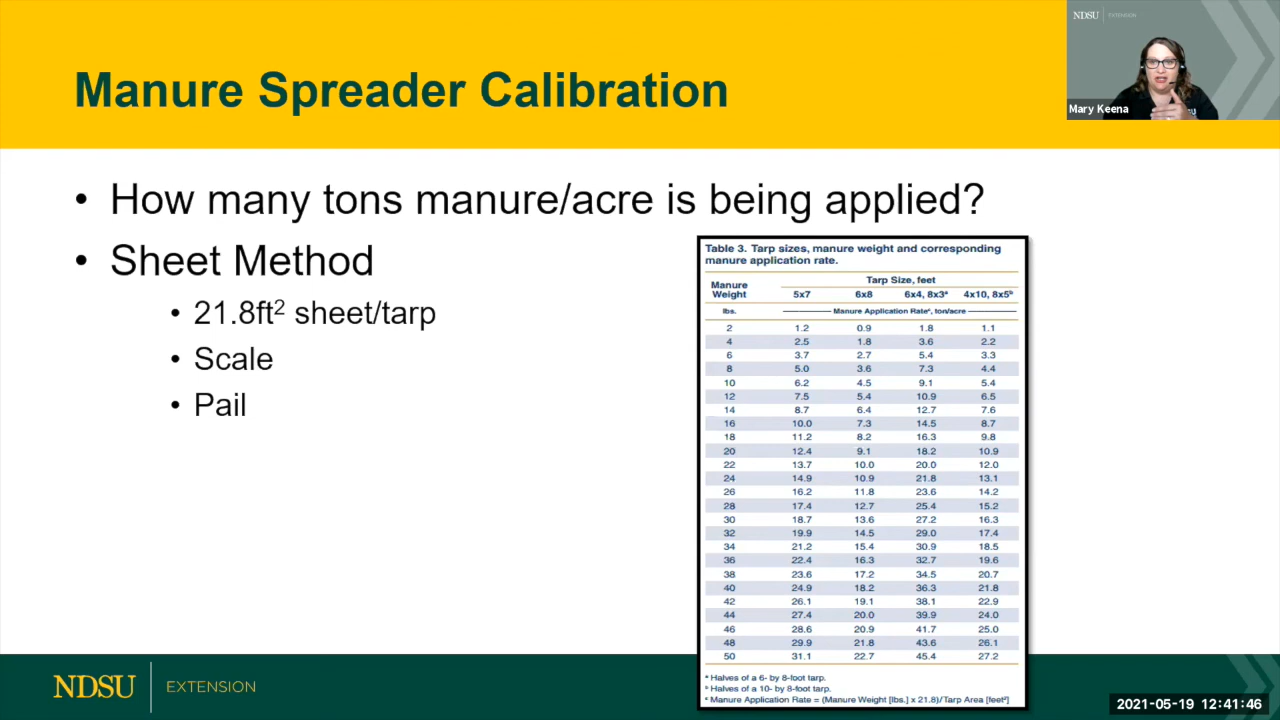 NDSU EXTENSION
Mary Keena
Manure Spreader Calibration
• How many tons manure/acre is being applied?
• Sheet Method
• 21.8ft² sheet/tarp
• Scale
• Pail
Table 3. Tarp sizes, manure weight and corresponding
manure application rate.
Manure Weight Tarp Size, feet
5x7 6x8 6x4, 8x3ᵃ 4x10, 8x5ᵇ
lbs. Manure Application Rateᶜ, ton/acre
2 1.2 0.9 1.8 1.1
4 2.5 1.8 3.6 2.2
6 3.7 2.7 5.4 3.3
8 5.0 3.6 7.3 4.4
10 6.2 4.5 9.1 5.4
12 7.5 5.4 10.9 6.5
14 8.7 6.4 12.7 7.6
16 10.0 7.3 14.5 8.7
18 11.2 8.2 16.3 9.8
20 12.4 9.1 18.2 10.9
22 13.7 10.0 20.0 12.0
24 14.9 10.9 21.8 13.1
26 16.2 11.8 23.6 14.2
28 17.4 12.7 25.4 15.2
30 18.7 13.6 27.2 16.3
32 19.9 14.5 29.0 17.4
34 21.2 15.4 30.9 18.5
36 22.4 16.3 32.7 19.6
38 23.6 17.2 34.5 20.7
40 24.9 18.2 36.3 21.8
42 26.1 19.1 38.1 22.9
44 27.4 20.0 39.9 24.0
46 28.6 20.9 41.7 25.0
48 29.9 21.8 43.6 26.1
50 31.1 22.7 45.4 27.2
ᵃ Halves of a 6- by 8-foot tarp.
ᵇ Halves of a 10- by 8-foot tarp.
ᶜ Manure Application Rate = (Manure Weight [lbs.] x 21.8)/Tarp Area [feet²]
NDSU EXTENSION
2021-05-19 12:41:46